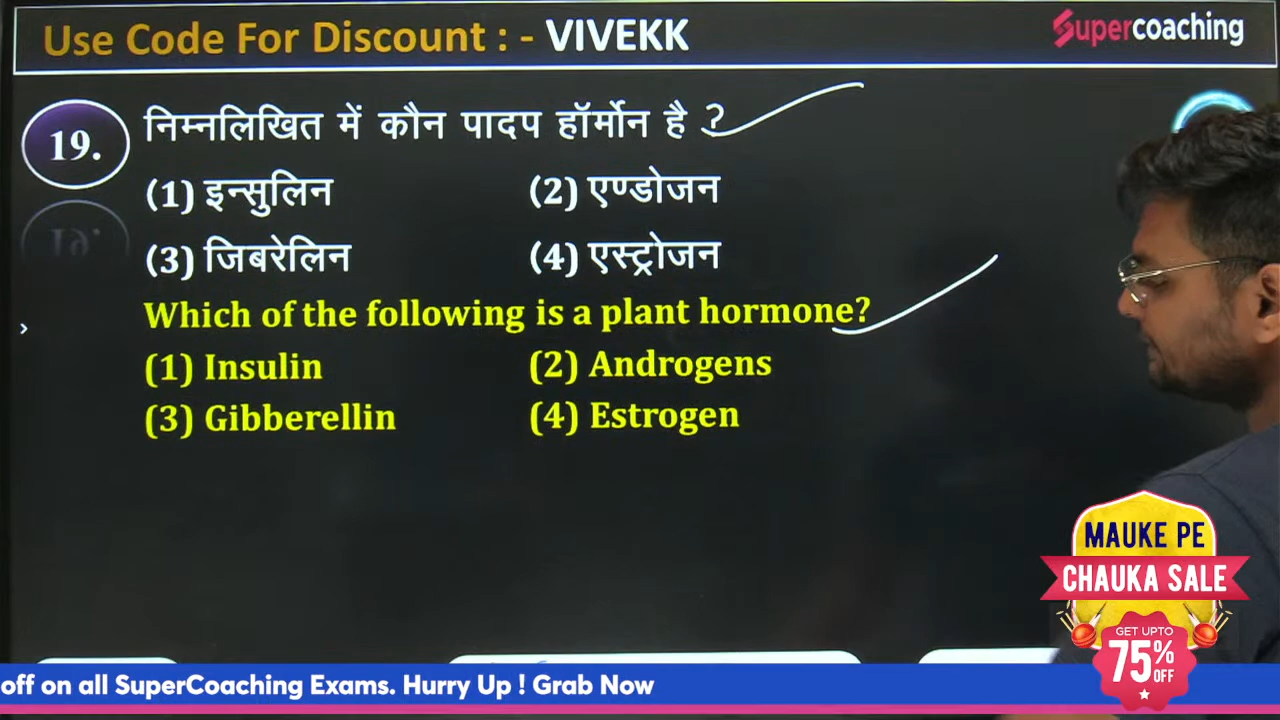 Use Code For Discount : - VIVEKK
Supercoaching
19. निम्नलिखित में कौन पादप हॉर्मोन है ?
(1) इन्सुलिन (2) एण्डोजन
(3) जिबरेलिन (4) एस्ट्रोजन
Which of the following is a plant hormone?
(1) Insulin (2) Androgens
(3) Gibberellin (4) Estrogen
MAUKE PE
CHAUKA SALE
GET UPTO
75% OFF
off on all SuperCoaching Exams. Hurry Up ! Grab Now